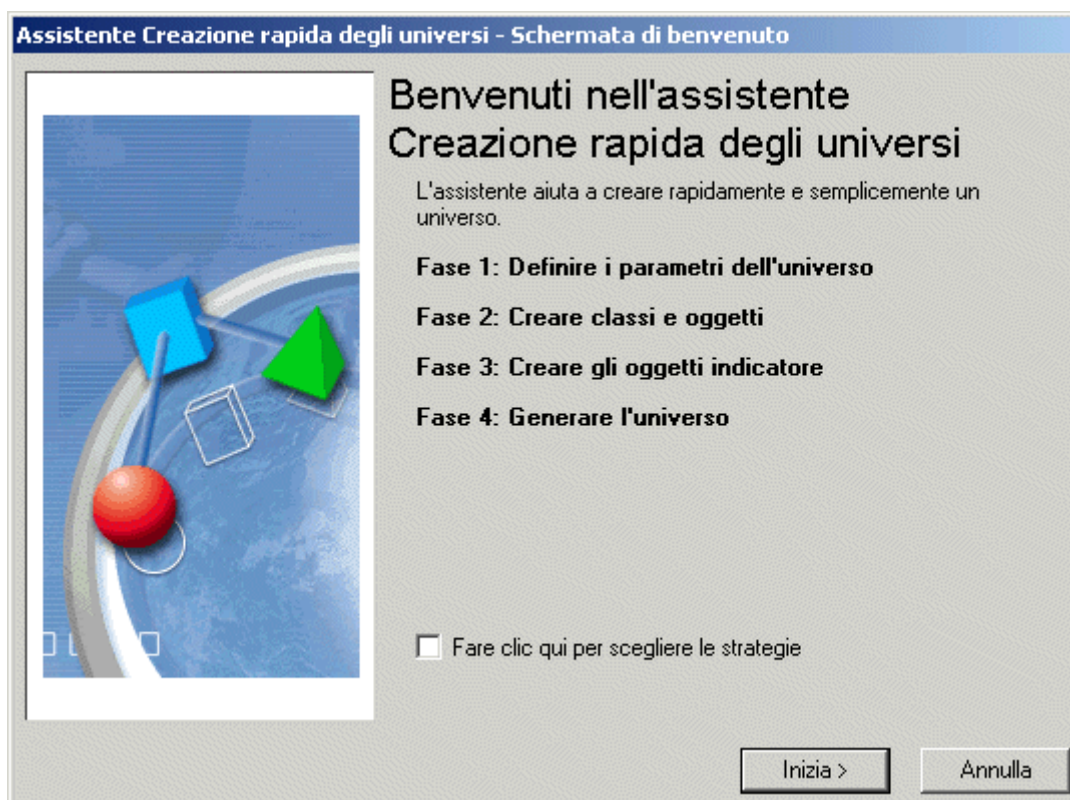 Assistente Creazione rapida degli universi - Schermata di benvenuto
Benvenuti nell'assistente
Creazione rapida degli universi
L'assistente aiuta a creare rapidamente e semplicemente un
universo.
Fase 1: Definire i parametri dell'universo
Fase 2: Creare classi e oggetti
Fase 3: Creare gli oggetti indicatore
Fase 4: Generare l'universo
Fare clic qui per scegliere le strategie
Inizia >
Annulla